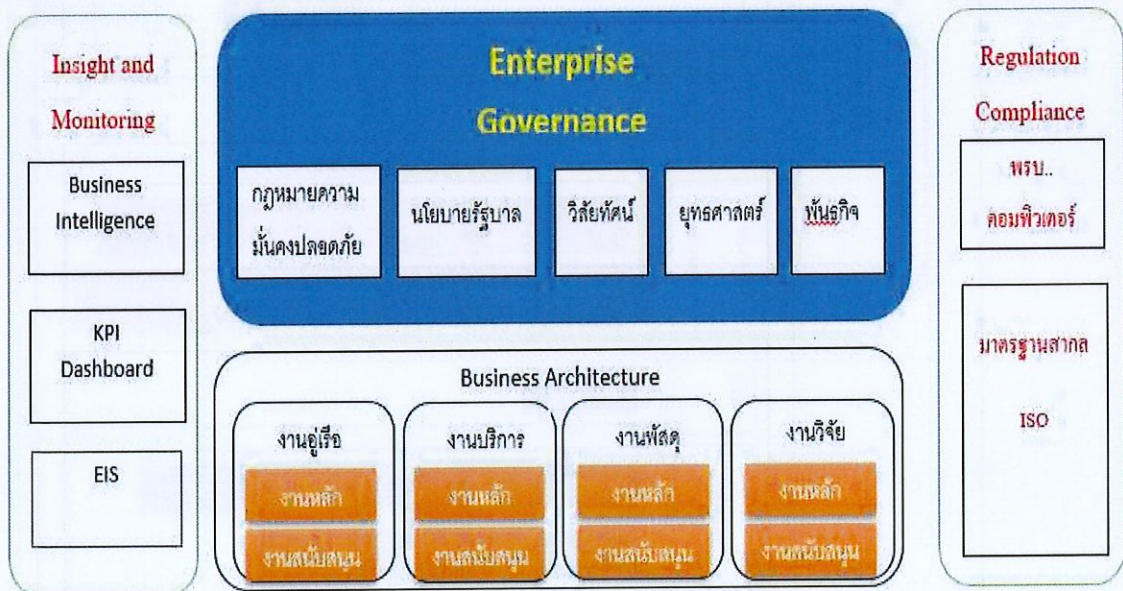 Insight and
Monitoring
Business
Intelligence
KPI
Dashboard
EIS
Enterprise
Governance
กฎหมายความ
มั่นคงปลอดภัย
นโยบายรัฐบาล
วิสัยทัศน์
ยุทธศาสตร์
พันธกิจ
Business Architecture
งานอู่เรือ
งานหลัก
งานสนับสนุน
งานบริการ
งานหลัก
งานสนับสนุน
งานพัสดุ
งานหลัก
งานสนับสนุน
งานวิจัย
งานหลัก
งานสนับสนุน
Regulation
Compliance
พรบ..
คอมพิวเตอร์
มาตรฐานสากล
ISO